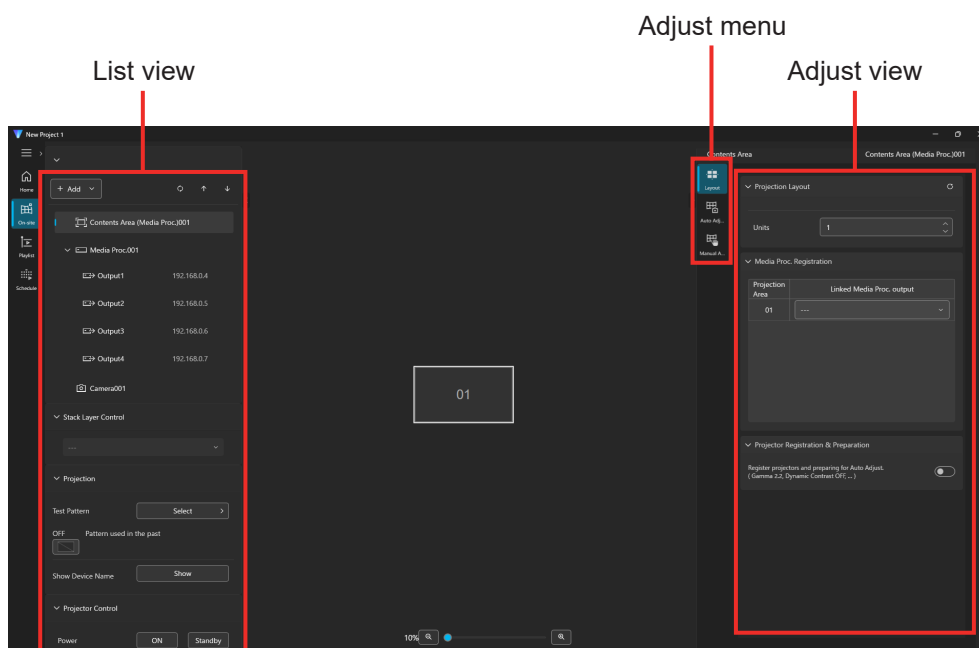 Adjust menu
List view
Adjust view
New Project 1
Contents Area
Contents Area (Media Proc.)001
Home
+ Add
Layout
Projection Layout
On-site
Contents Area (Media Proc.)001
Auto Adj...
Units
1
Playlist
Media Proc.001
Manual A...
Media Proc. Registration
Schedule
Output1
192.168.0.4
Projection
Area
Linked Media Proc. output
Output2
192.168.0.5
01
---
Output3
192.168.0.6
Output4
192.168.0.7
Camera001
01
Stack Layer Control
---
Projector Registration & Preparation
Register projectors and preparing for Auto Adjust.
( Gamma 2.2, Dynamic Contrast OFF, ... )
Projection
Test Pattern
Select
OFF
Pattern used in the past
Show Device Name
Show
Projector Control
Power
ON
Standby
10%